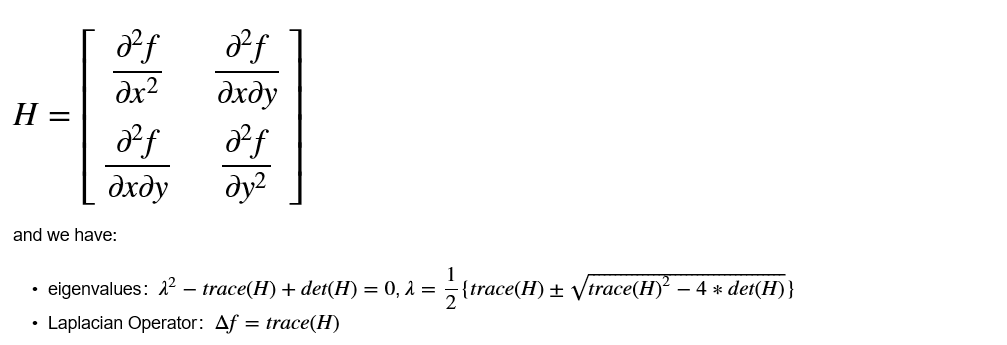 H = [ ∂²f/∂x² ∂²f/∂x∂y
∂²f/∂x∂y ∂²f/∂y² ]
and we have:
• eigenvalues: λ² − trace(H) + det(H) = 0, λ = 1/2{trace(H) ± √(trace(H)² − 4 ∗ det(H))}
• Laplacian Operator: Δf = trace(H)